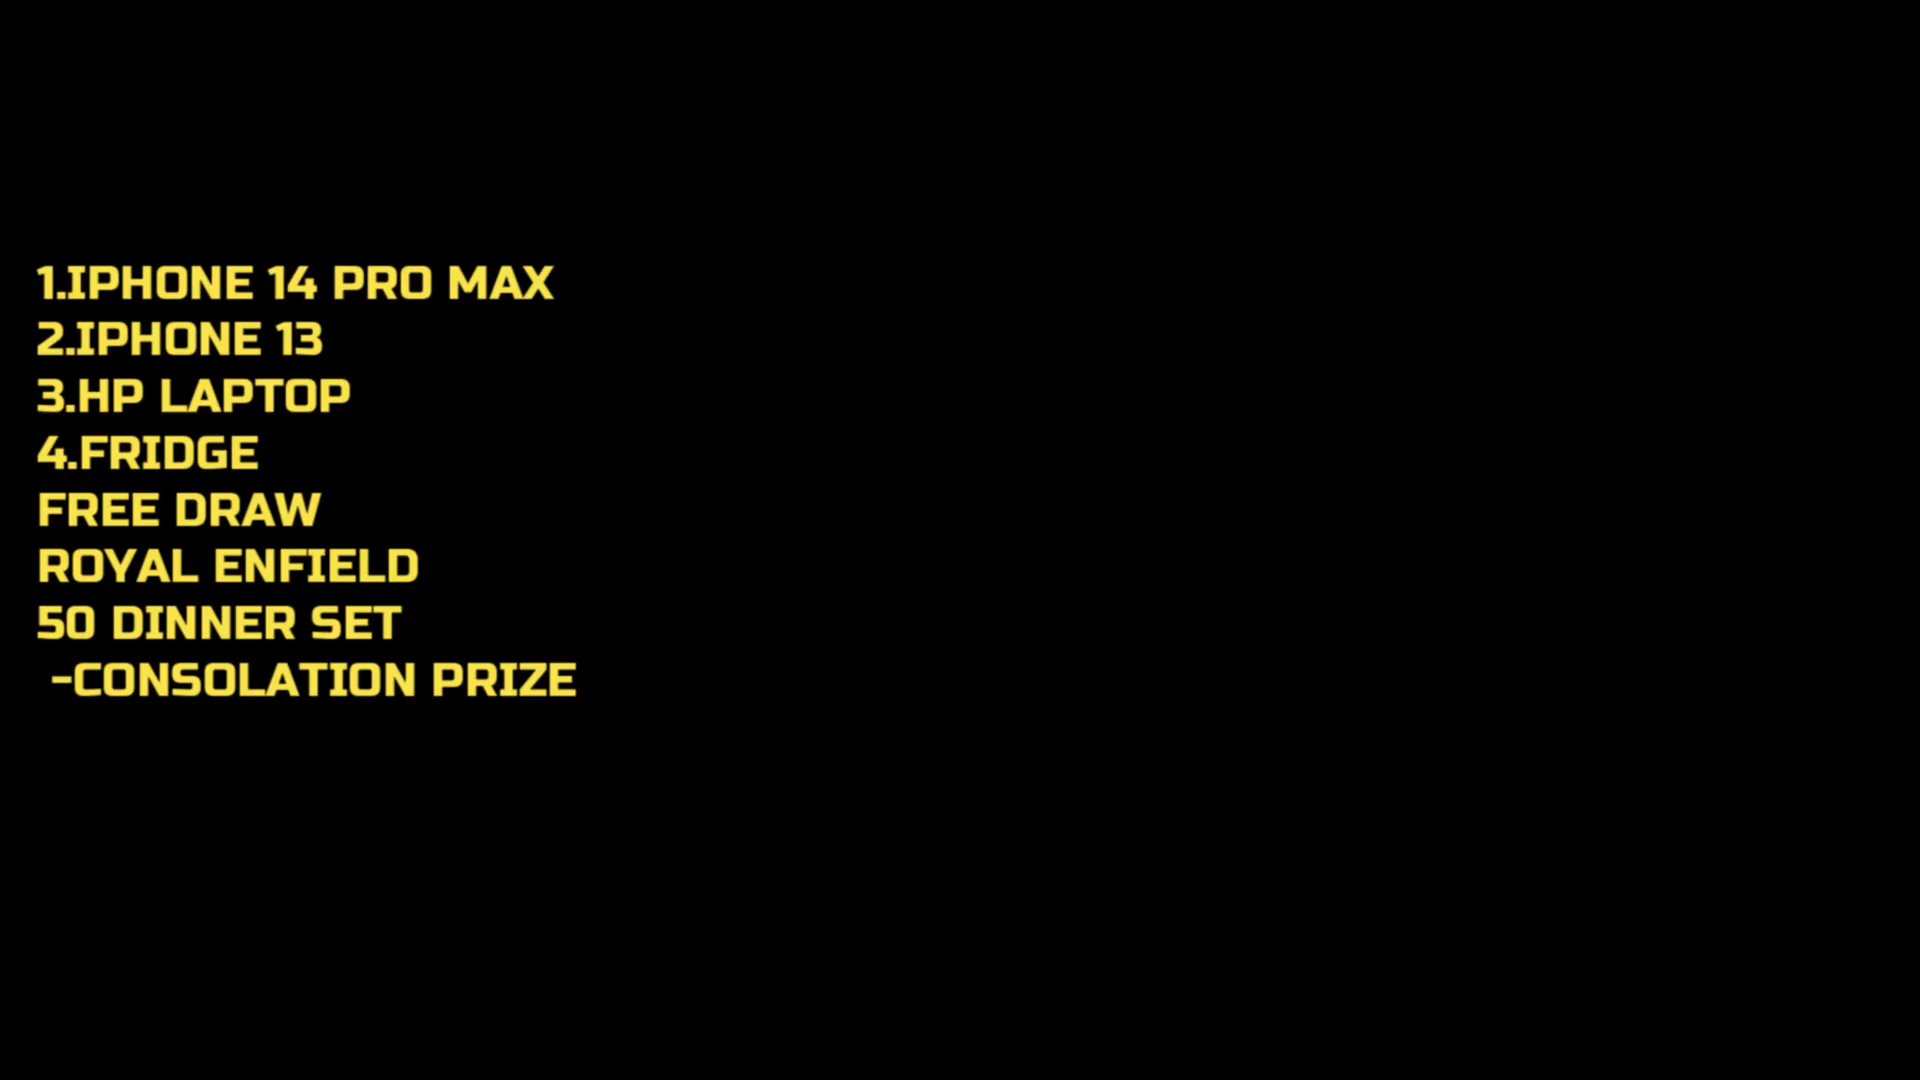 1.IPHONE 14 PRO MAX
2.IPHONE 13
3.HP LAPTOP
4.FRIDGE
FREE DRAW
ROYAL ENFIELD
50 DINNER SET
-CONSOLATION PRIZE